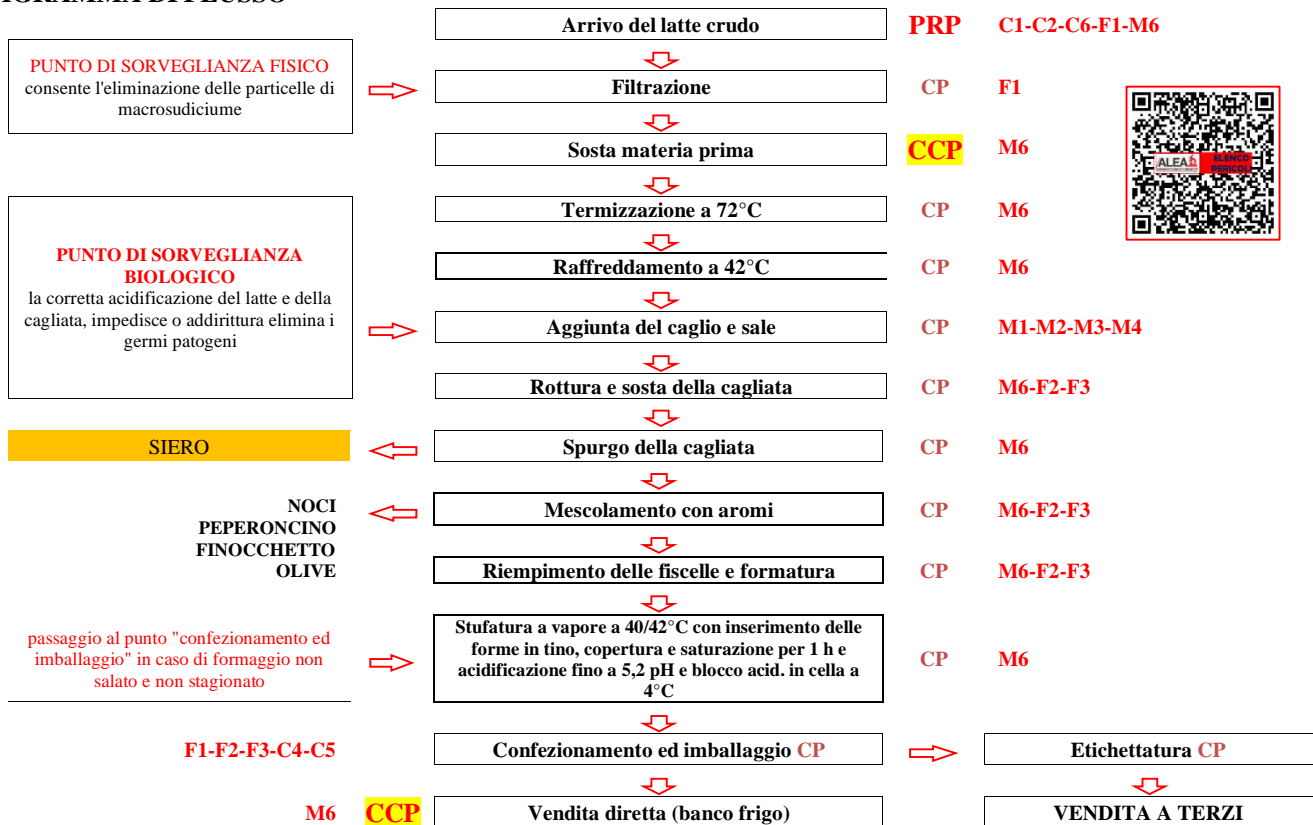 AGRAMMA DI FLUSSO
Arrivo del latte crudo PRP C1-C2-C6-F1-M6
PUNTO DI SORVEGLIANZA FISICO
consente l'eliminazione delle particelle di
macrosudiciume
Filtrazione CP F1
Sosta materia prima CCP M6
ALEA ELENCO
PERICOLI
Termizzazione a 72°C CP M6
PUNTO DI SORVEGLIANZA
BIOLOGICO
la corretta acidificazione del latte e della
cagliata, impedisce o addirittura elimina i
germi patogeni
Raffreddamento a 42°C CP M6
Aggiunta del caglio e sale CP M1-M2-M3-M4
Rottura e sosta della cagliata CP M6-F2-F3
SIERO Spurgo della cagliata CP M6
NOCI
PEPERONCINO
FINOCCHETTO
OLIVE
Mescolamento con aromi CP M6-F2-F3
Riempimento delle fiscelle e formatura CP M6-F2-F3
passaggio al punto "confezionamento ed
imballaggio" in caso di formaggio non
salato e non stagionato
Stufatura a vapore a 40/42°C con inserimento delle
forme in tino, copertura e saturazione per 1 h e
acidificazione fino a 5,2 pH e blocco acid. in cella a
4°C
CP M6
F1-F2-F3-C4-C5 Confezionamento ed imballaggio CP Etichettatura CP
M6 CCP Vendita diretta (banco frigo) VENDITA A TERZI